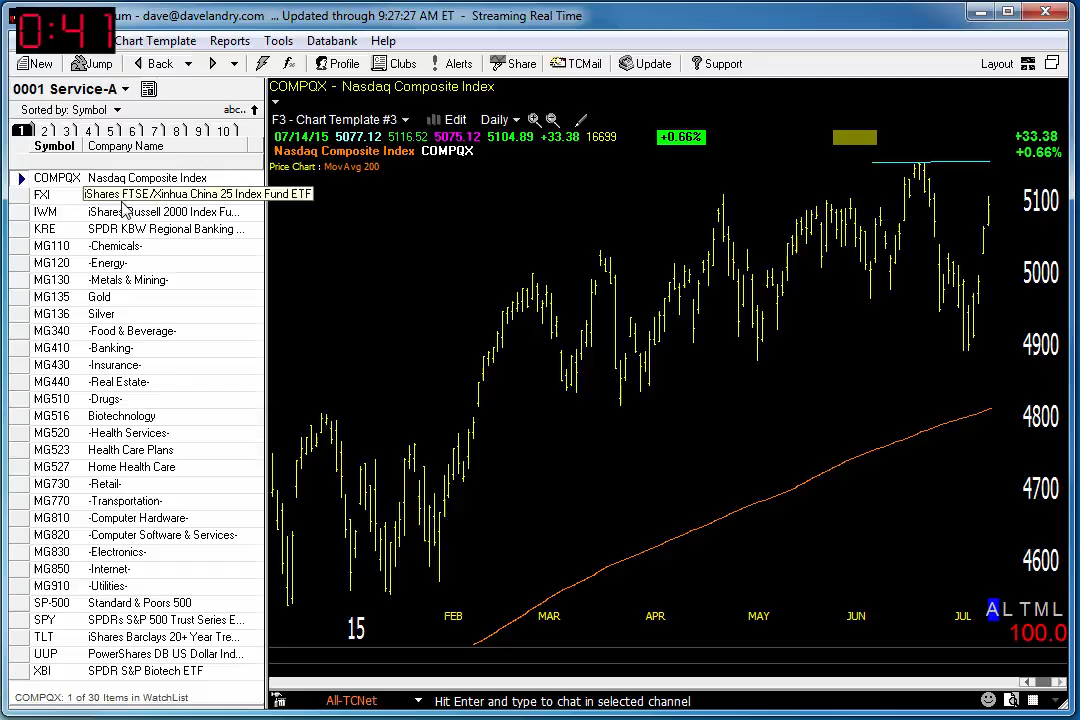 um - dave@davelandry.com ... Updated through 9:27:27 AM ET - Streaming Real Time
0:41
Chart Template Reports Tools Databank Help
New Jump Back Profile Clubs Alerts Share TCMail Update Support Layout
0001 Service-A
Sorted by: Symbol abc..
1 2 3 4 5 6 7 8 9 10
Symbol Company Name
COMPQX Nasdaq Composite Index
FXI iShares FTSE/Xinhua China 25 Index Fund ETF
IWM iShares Russell 2000 Index Fu...
KRE SPDR KBW Regional Banking ...
MG110 -Chemicals-
MG120 -Energy-
MG130 -Metals & Mining-
MG135 Gold
MG136 Silver
MG340 -Food & Beverage-
MG410 -Banking-
MG430 -Insurance-
MG440 -Real Estate-
MG510 -Drugs-
MG516 Biotechnology
MG520 -Health Services-
MG523 Health Care Plans
MG527 Home Health Care
MG730 -Retail-
MG770 -Transportation-
MG810 -Computer Hardware-
MG820 -Computer Software & Services-
MG830 -Electronics-
MG850 -Internet-
MG910 -Utilities-
SP-500 Standard & Poors 500
SPY SPDRs S&P 500 Trust Series E...
TLT iShares Barclays 20+ Year Tre...
UUP PowerShares DB US Dollar Ind...
XBI SPDR S&P Biotech ETF
COMPQX: 1 of 30 Items in WatchList
COMPQX - Nasdaq Composite Index
F3 - Chart Template #3 Edit Daily
07/14/15 5077.12 5116.52 5075.12 5104.89 +33.38 16699 +0.66% +33.38
Nasdaq Composite Index COMPQX +0.66%
Price Chart : MovAvg 200
5100
5000
4900
4800
4700
4600
15 FEB MAR APR MAY JUN JUL
A L T M L
100.0
All-TCNet Hit Enter and type to chat in selected channel